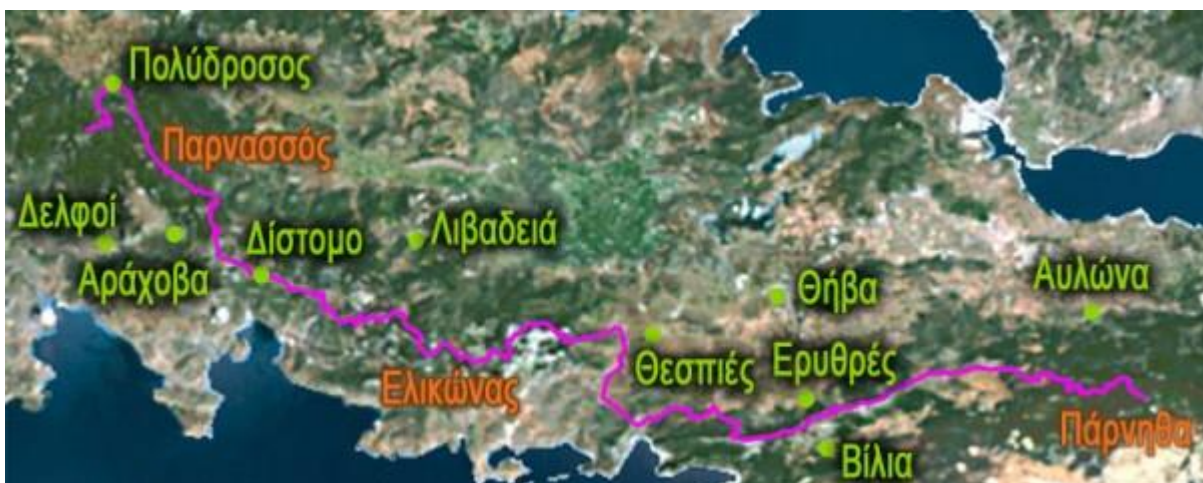 Πολύδροσος
Παρνασσός
Δελφοί
Αράχοβα
Δίστομο
Λιβαδειά
Ελικώνας
Θεσπιές
Θήβα
Ερυθρές
Βίλια
Αυλώνα
Πάρνηθα